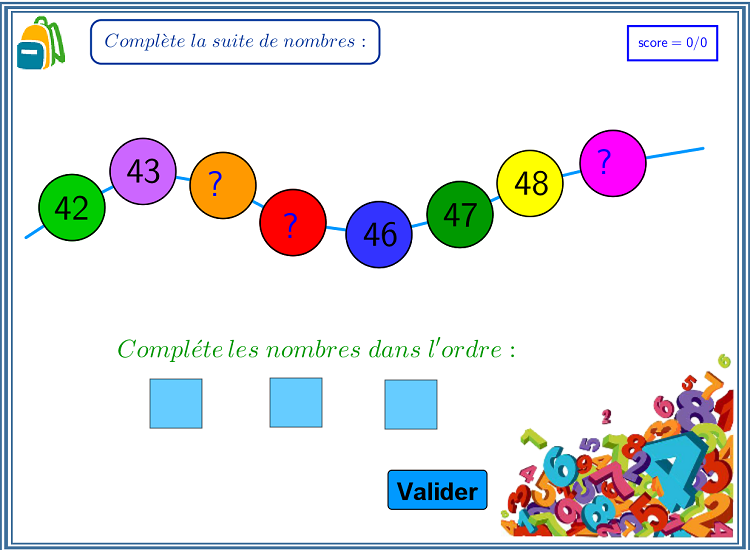 Complète la suite de nombres :
score = 0/0
42 43 ? ? 46 47 48 ?
Compléte les nombres dans l'ordre :
Valider